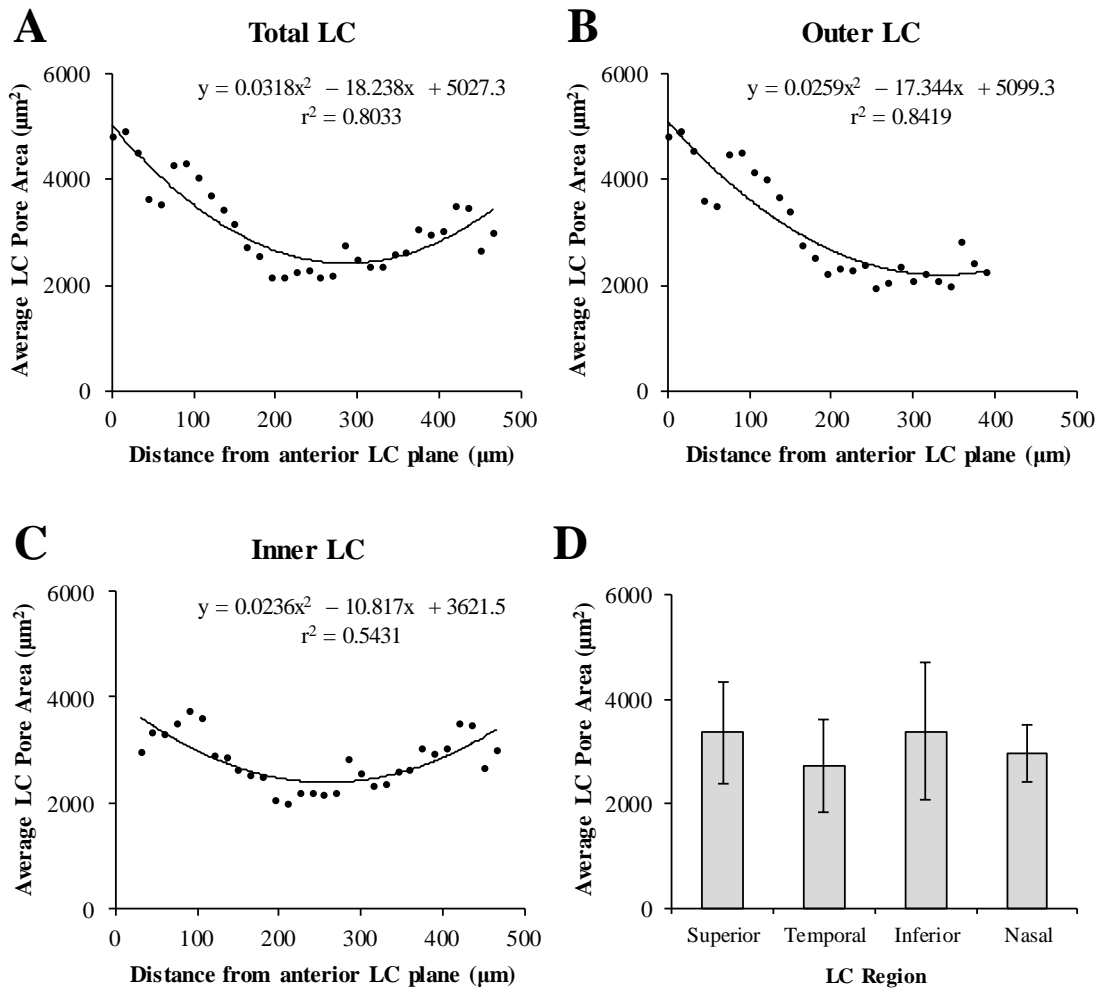 A
Total LC
y = 0.0318x² − 18.238x + 5027.3
r² = 0.8033
Average LC Pore Area (μm²)
6000
4000
2000
0
0 100 200 300 400 500
Distance from anterior LC plane (μm)
B
Outer LC
y = 0.0259x² − 17.344x + 5099.3
r² = 0.8419
Average LC Pore Area (μm²)
6000
4000
2000
0
0 100 200 300 400 500
Distance from anterior LC plane (μm)
C
Inner LC
y = 0.0236x² − 10.817x + 3621.5
r² = 0.5431
Average LC Pore Area (μm²)
6000
4000
2000
0
0 100 200 300 400 500
Distance from anterior LC plane (μm)
D
Average LC Pore Area (μm²)
6000
4000
2000
0
Superior Temporal Inferior Nasal
LC Region